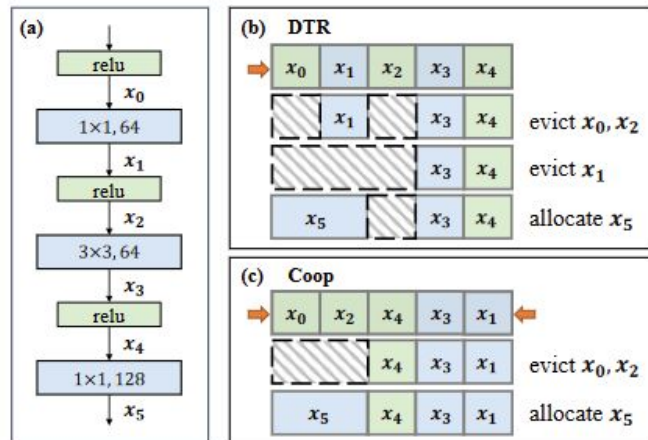 (a)
relu
x₀
1×1, 64
x₁
relu
x₂
3×3, 64
x₃
relu
x₄
1×1, 128
x₅
(b) DTR
x₀ x₁ x₂ x₃ x₄
x₁ x₃ x₄ evict x₀, x₂
x₃ x₄ evict x₁
x₅ x₃ x₄ allocate x₅
(c) Coop
x₀ x₂ x₄ x₃ x₁
x₄ x₃ x₁ evict x₀, x₂
x₅ x₄ x₃ x₁ allocate x₅